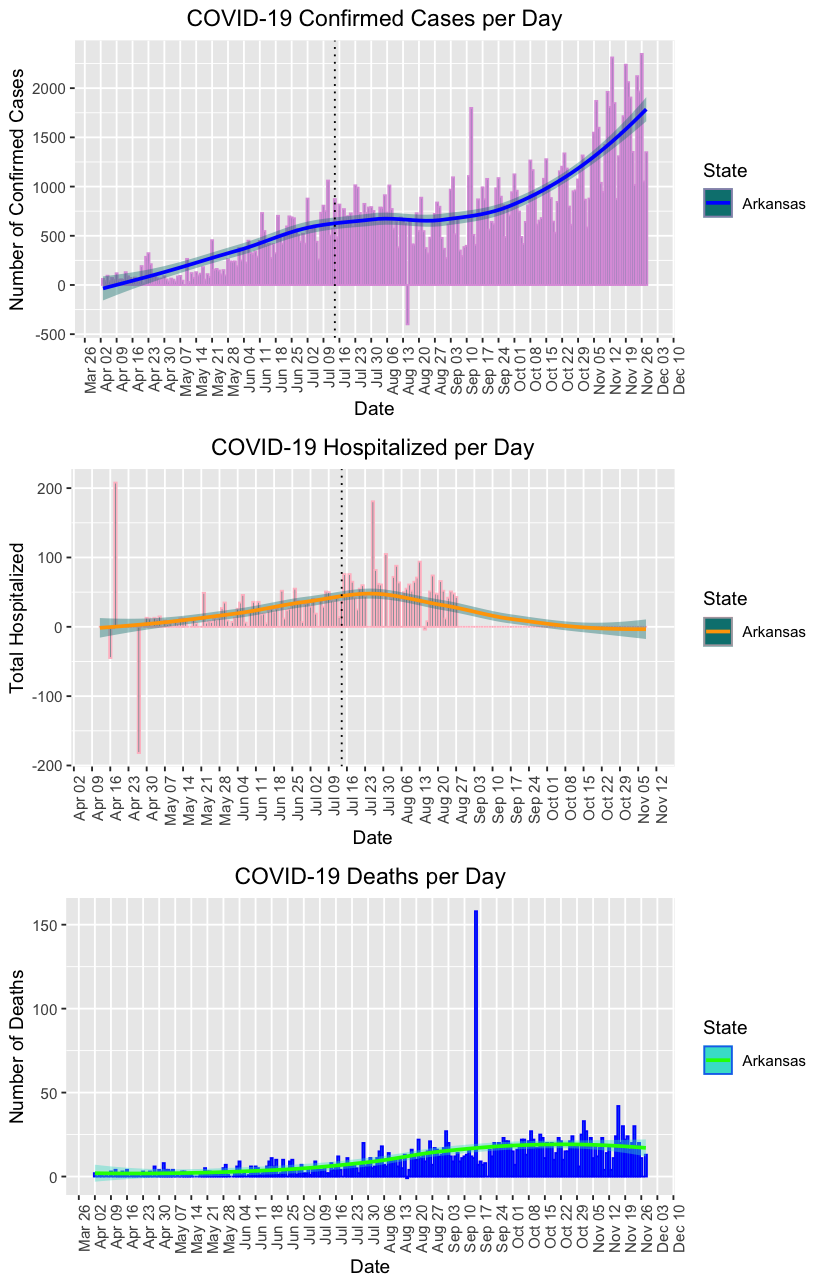 COVID-19 Confirmed Cases per Day
Number of Confirmed Cases
2000
1500
1000
500
0
-500
Mar 26
Apr 02
Apr 09
Apr 16
Apr 23
Apr 30
May 07
May 14
May 21
May 28
Jun 04
Jun 11
Jun 18
Jun 25
Jul 02
Jul 09
Jul 16
Jul 23
Jul 30
Aug 06
Aug 13
Aug 20
Aug 27
Sep 03
Sep 10
Sep 17
Sep 24
Oct 01
Oct 08
Oct 15
Oct 22
Oct 29
Nov 05
Nov 12
Nov 19
Nov 26
Dec 03
Dec 10
Date
State
Arkansas
COVID-19 Hospitalized per Day
Total Hospitalized
200
100
0
-100
-200
Apr 02
Apr 09
Apr 16
Apr 23
Apr 30
May 07
May 14
May 21
May 28
Jun 04
Jun 11
Jun 18
Jun 25
Jul 02
Jul 09
Jul 16
Jul 23
Jul 30
Aug 06
Aug 13
Aug 20
Aug 27
Sep 03
Sep 10
Sep 17
Sep 24
Oct 01
Oct 08
Oct 15
Oct 22
Oct 29
Nov 05
Nov 12
Date
State
Arkansas
COVID-19 Deaths per Day
Number of Deaths
150
100
50
0
Mar 26
Apr 02
Apr 09
Apr 16
Apr 23
Apr 30
May 07
May 14
May 21
May 28
Jun 04
Jun 11
Jun 18
Jun 25
Jul 02
Jul 09
Jul 16
Jul 23
Jul 30
Aug 06
Aug 13
Aug 20
Aug 27
Sep 03
Sep 10
Sep 17
Sep 24
Oct 01
Oct 08
Oct 15
Oct 22
Oct 29
Nov 05
Nov 12
Nov 19
Nov 26
Dec 03
Dec 10
Date
State
Arkansas